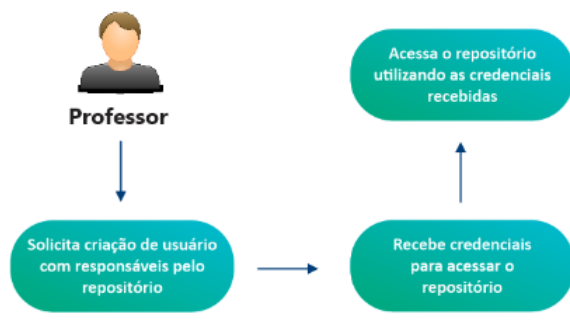 Professor
Solicita criação de usuário
com responsáveis pelo
repositório
Recebe credenciais
para acessar o
repositório
Acessa o repositório
utilizando as credenciais
recebidas